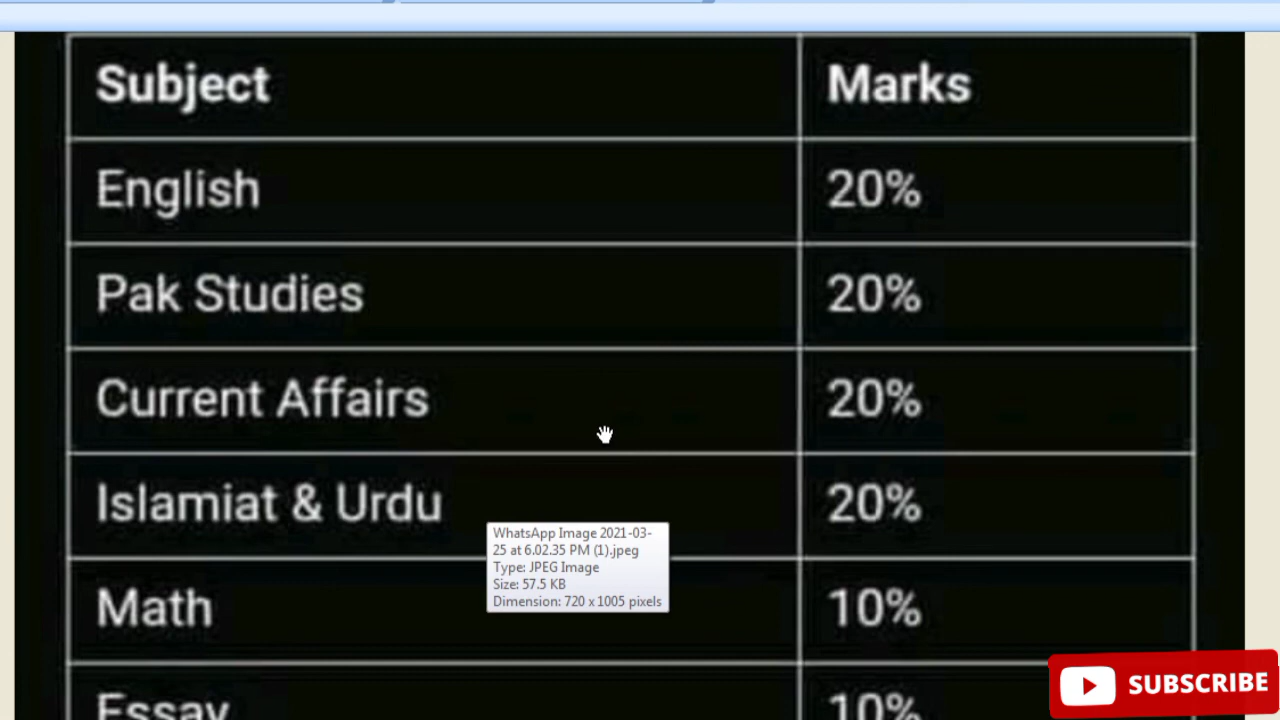 Subject Marks
English 20%
Pak Studies 20%
Current Affairs 20%
Islamiat & Urdu 20%
WhatsApp Image 2021-03-
25 at 6.02.35 PM (1).jpeg
Type: JPEG Image
Size: 57.5 KB
Dimension: 720 x 1005 pixels
Math 10%
Essay 10%
SUBSCRIBE